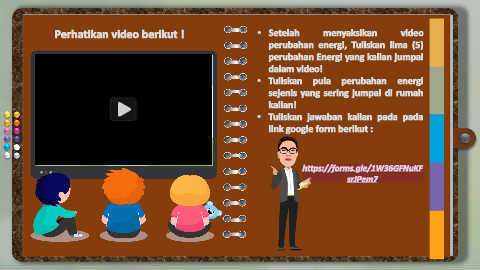 Perhatikan video berikut !
• Setelah menyaksikan video
perubahan energi, Tuliskan lima (5)
perubahan Energi yang kalian jumpai
dalam video!
• Tuliskan pula perubahan energi
sejenis yang sering jumpai di rumah
kalian!
• Tuliskan jawaban kalian pada pada
link google form berikut :
https://forms.gle/1W36GFNuKF
srJPem7